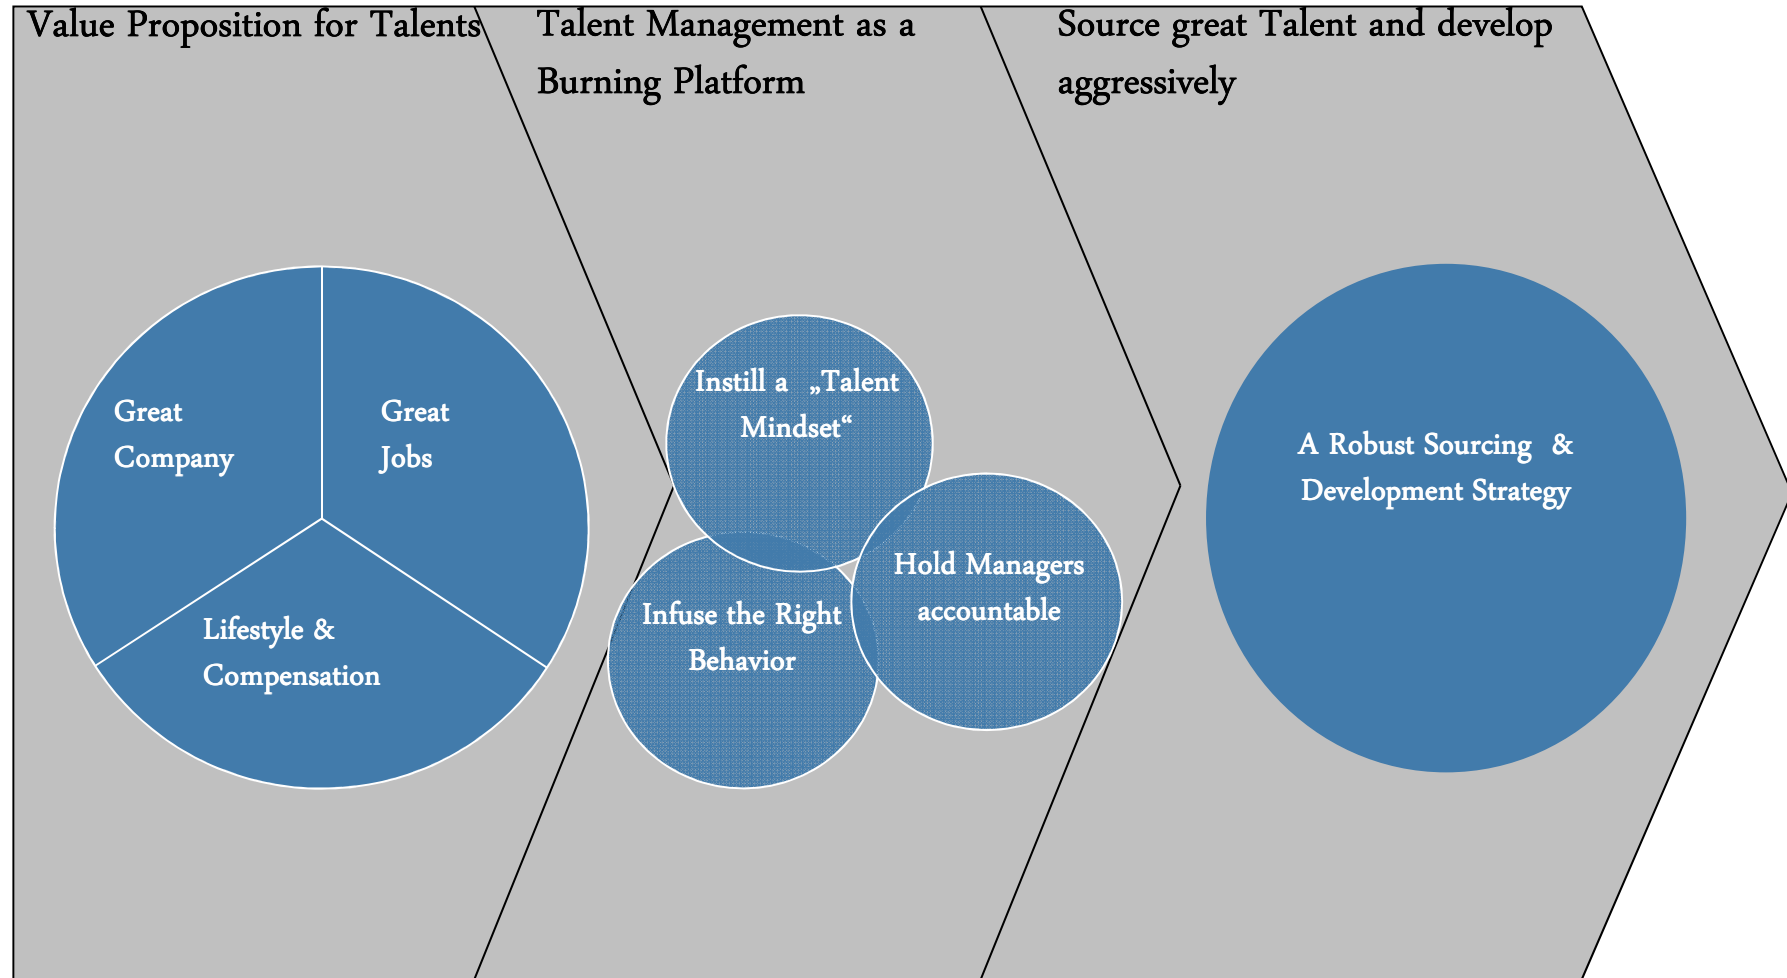 Value Proposition for Talents
Talent Management as a
Burning Platform
Source great Talent and develop
aggressively
Great
Company
Great
Jobs
Lifestyle &
Compensation
Instill a „Talent
Mindset“
Hold Managers
accountable
Infuse the Right
Behavior
A Robust Sourcing &
Development Strategy